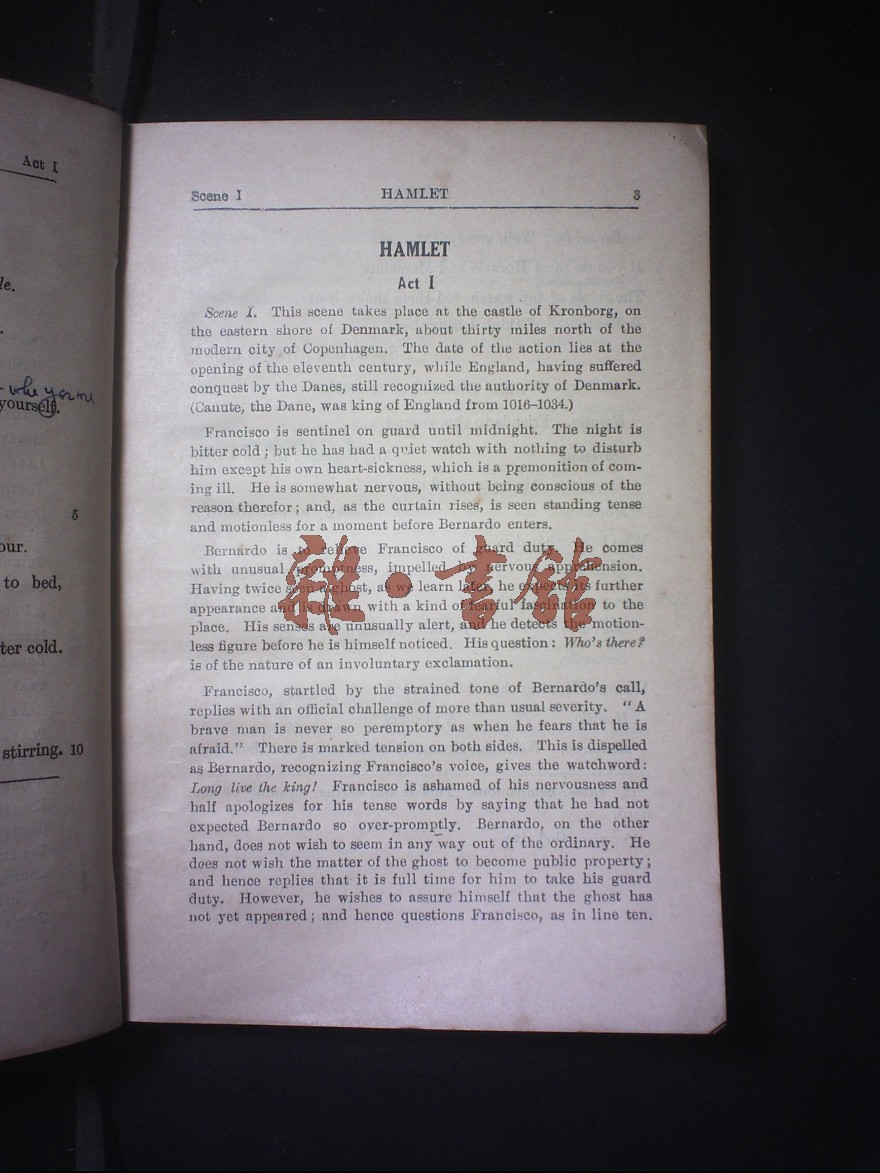 Act I
le.
who you
yourself.
5
our.
to bed,
ter cold.
stirring. 10
Scene I HAMLET 3
HAMLET
Act I
Scene I. This scene takes place at the castle of Kronborg, on
the eastern shore of Denmark, about thirty miles north of the
modern city of Copenhagen. The date of the action lies at the
opening of the eleventh century, while England, having suffered
conquest by the Danes, still recognized the authority of Denmark.
(Canute, the Dane, was king of England from 1016–1034.)
Francisco is sentinel on guard until midnight. The night is
bitter cold; but he has had a quiet watch with nothing to disturb
him except his own heart-sickness, which is a premonition of com-
ing ill. He is somewhat nervous, without being conscious of the
reason therefor; and, as the curtain rises, is seen standing tense
and motionless for a moment before Bernardo enters.
Bernardo is to relieve Francisco of guard duty. He comes
with unusual promptness, impelled by nervous apprehension.
Having twice seen a ghost, as we learn later, he expects its further
appearance and is drawn with a kind of fearful fascination to the
place. His senses are unusually alert, and he detects the motion-
less figure before he is himself noticed. His question: Who's there?
is of the nature of an involuntary exclamation.
Francisco, startled by the strained tone of Bernardo's call,
replies with an official challenge of more than usual severity. "A
brave man is never so peremptory as when he fears that he is
afraid." There is marked tension on both sides. This is dispelled
as Bernardo, recognizing Francisco's voice, gives the watchword:
Long live the king! Francisco is ashamed of his nervousness and
half apologizes for his tense words by saying that he had not
expected Bernardo so over-promptly. Bernardo, on the other
hand, does not wish to seem in any way out of the ordinary. He
does not wish the matter of the ghost to become public property;
and hence replies that it is full time for him to take his guard
duty. However, he wishes to assure himself that the ghost has
not yet appeared; and hence questions Francisco, as in line ten.
雜·书館